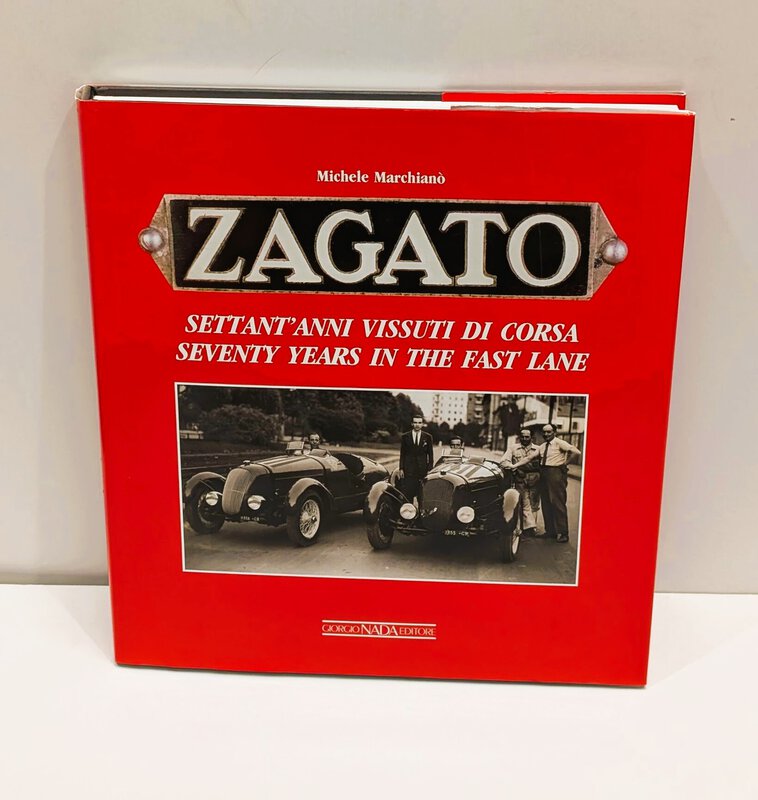 Michele Marchianò
ZAGATO
SETTANT'ANNI VISSUTI DI CORSA
SEVENTY YEARS IN THE FAST LANE
GIORGIO NADA EDITORE